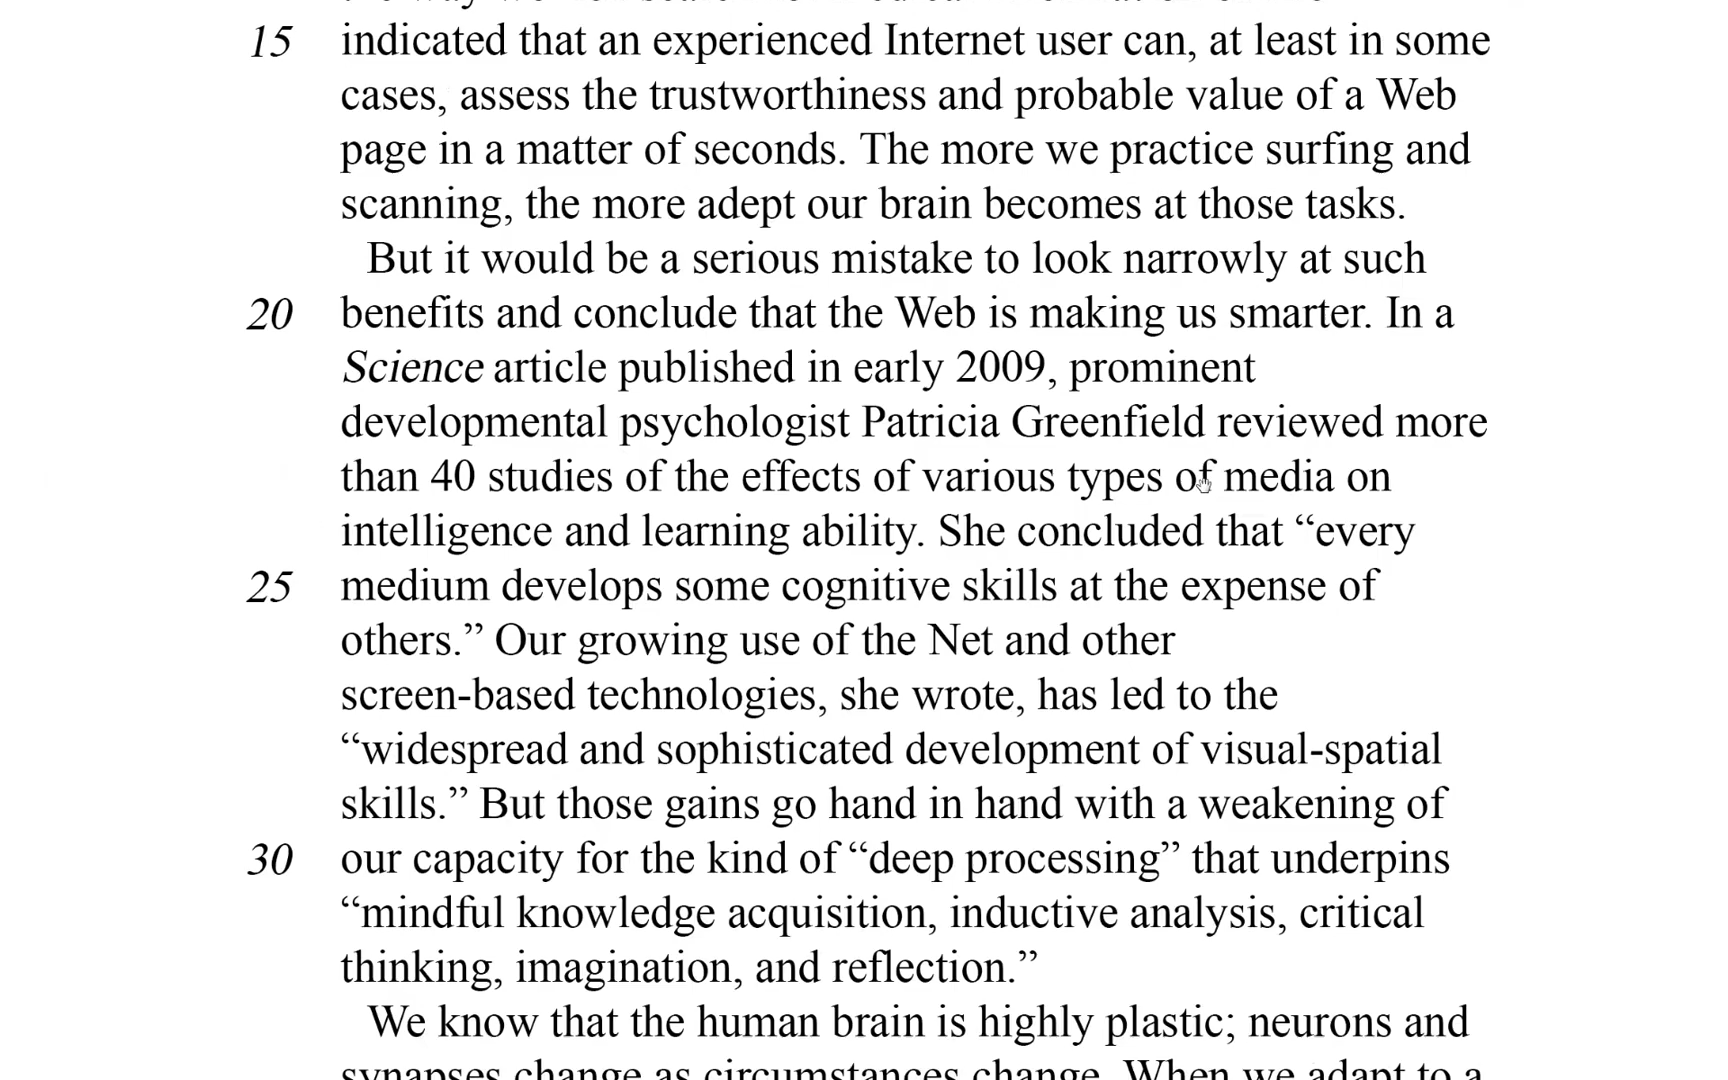 15 indicated that an experienced Internet user can, at least in some
cases, assess the trustworthiness and probable value of a Web
page in a matter of seconds. The more we practice surfing and
scanning, the more adept our brain becomes at those tasks.
But it would be a serious mistake to look narrowly at such
20 benefits and conclude that the Web is making us smarter. In a
Science article published in early 2009, prominent
developmental psychologist Patricia Greenfield reviewed more
than 40 studies of the effects of various types of media on
intelligence and learning ability. She concluded that “every
25 medium develops some cognitive skills at the expense of
others.” Our growing use of the Net and other
screen-based technologies, she wrote, has led to the
“widespread and sophisticated development of visual-spatial
skills.” But those gains go hand in hand with a weakening of
30 our capacity for the kind of “deep processing” that underpins
“mindful knowledge acquisition, inductive analysis, critical
thinking, imagination, and reflection.”
We know that the human brain is highly plastic; neurons and
synapses change as circumstances change. When we adapt to a